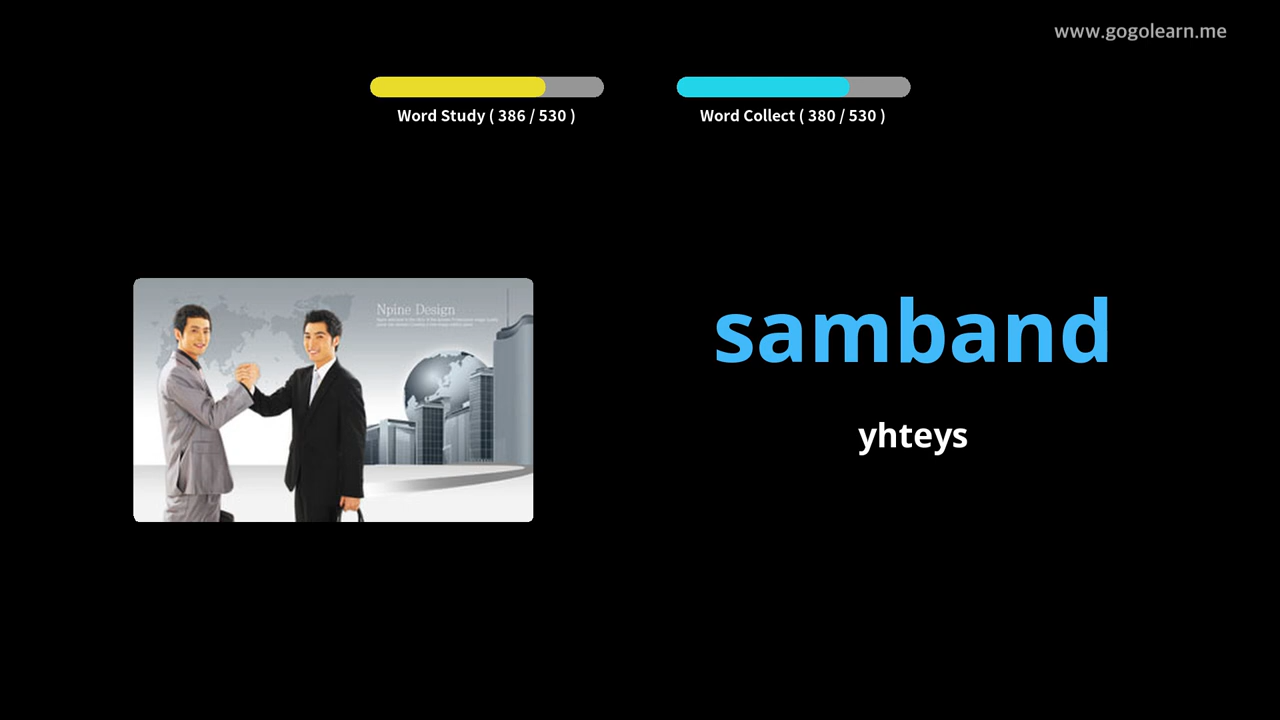 www.gogolearn.me
Word Study ( 386 / 530 )
Word Collect ( 380 / 530 )
Npine Design
samband
yhteys